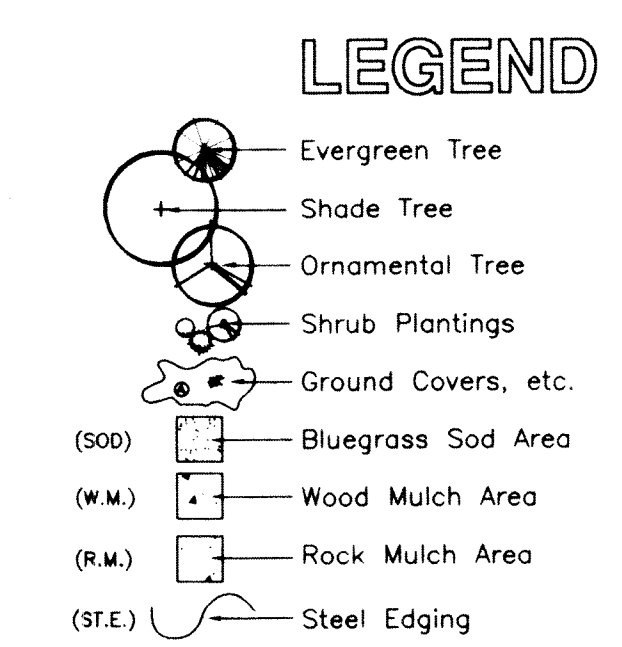 LEGEND
Evergreen Tree
Shade Tree
Ornamental Tree
Shrub Plantings
Ground Covers, etc.
(SOD) Bluegrass Sod Area
(W.M.) Wood Mulch Area
(R.M.) Rock Mulch Area
(ST.E.) Steel Edging